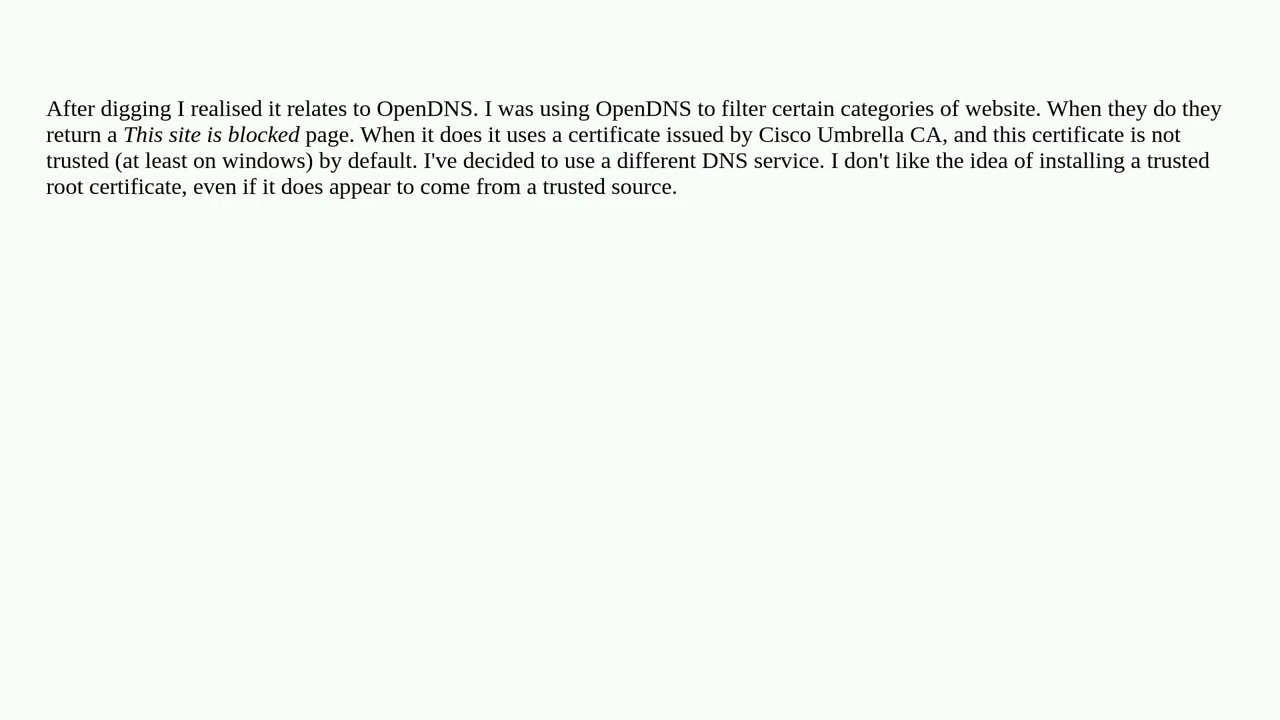 After digging I realised it relates to OpenDNS. I was using OpenDNS to filter certain categories of website. When they do they
return a This site is blocked page. When it does it uses a certificate issued by Cisco Umbrella CA, and this certificate is not
trusted (at least on windows) by default. I've decided to use a different DNS service. I don't like the idea of installing a trusted
root certificate, even if it does appear to come from a trusted source.